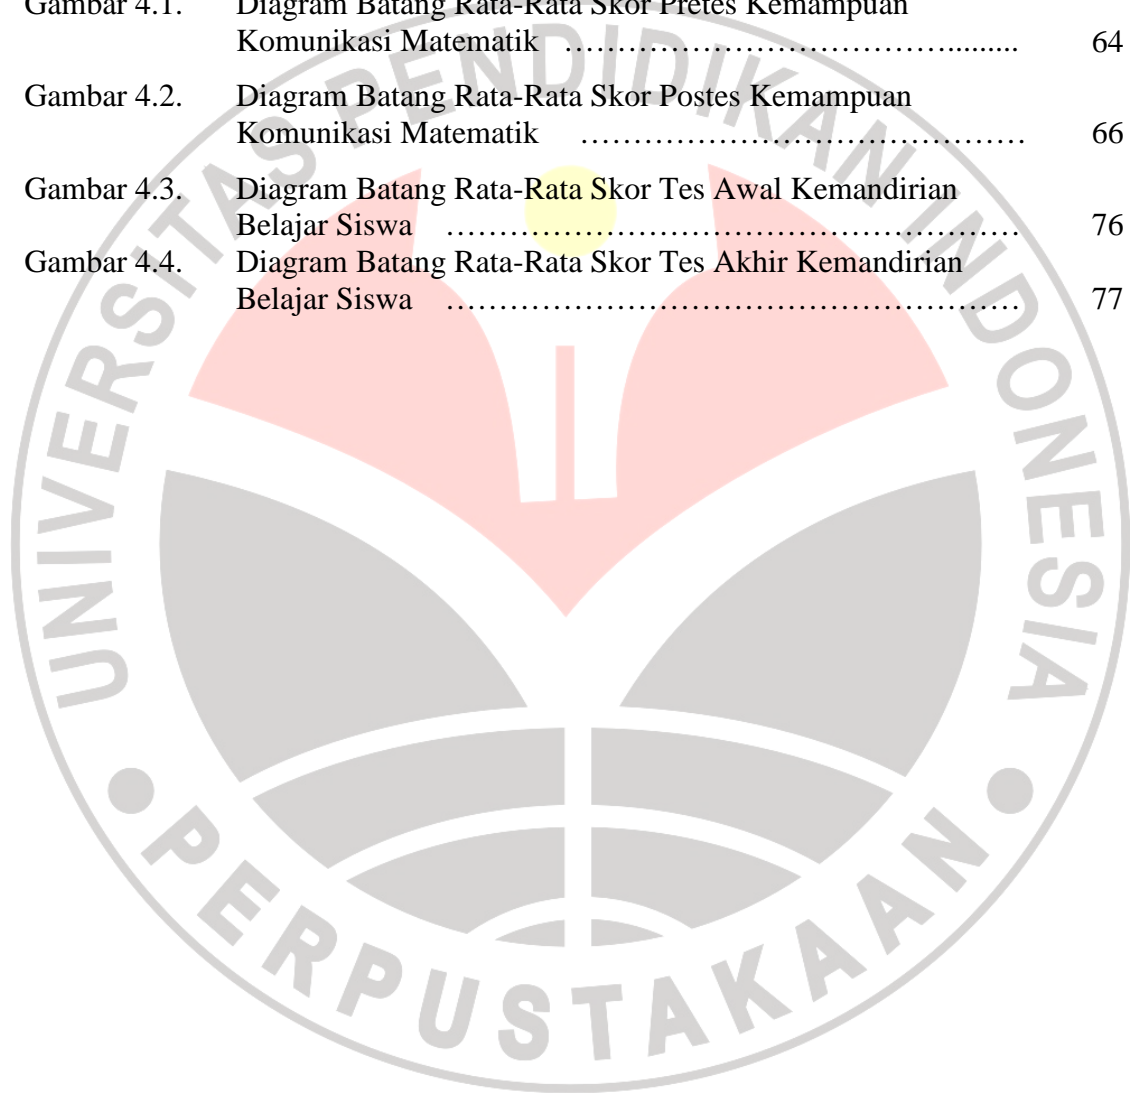 Gambar 4.1. Diagram Batang Rata-Rata Skor Pretes Kemampuan
Komunikasi Matematik ……………………………….......... 64
Gambar 4.2. Diagram Batang Rata-Rata Skor Postes Kemampuan
Komunikasi Matematik …………………………………… 66
Gambar 4.3. Diagram Batang Rata-Rata Skor Tes Awal Kemandirian
Belajar Siswa ……………………………………………… 76
Gambar 4.4. Diagram Batang Rata-Rata Skor Tes Akhir Kemandirian
Belajar Siswa ……………………………………………… 77
UNIVERSITAS PENDIDIKAN INDONESIA
PERPUSTAKAAN